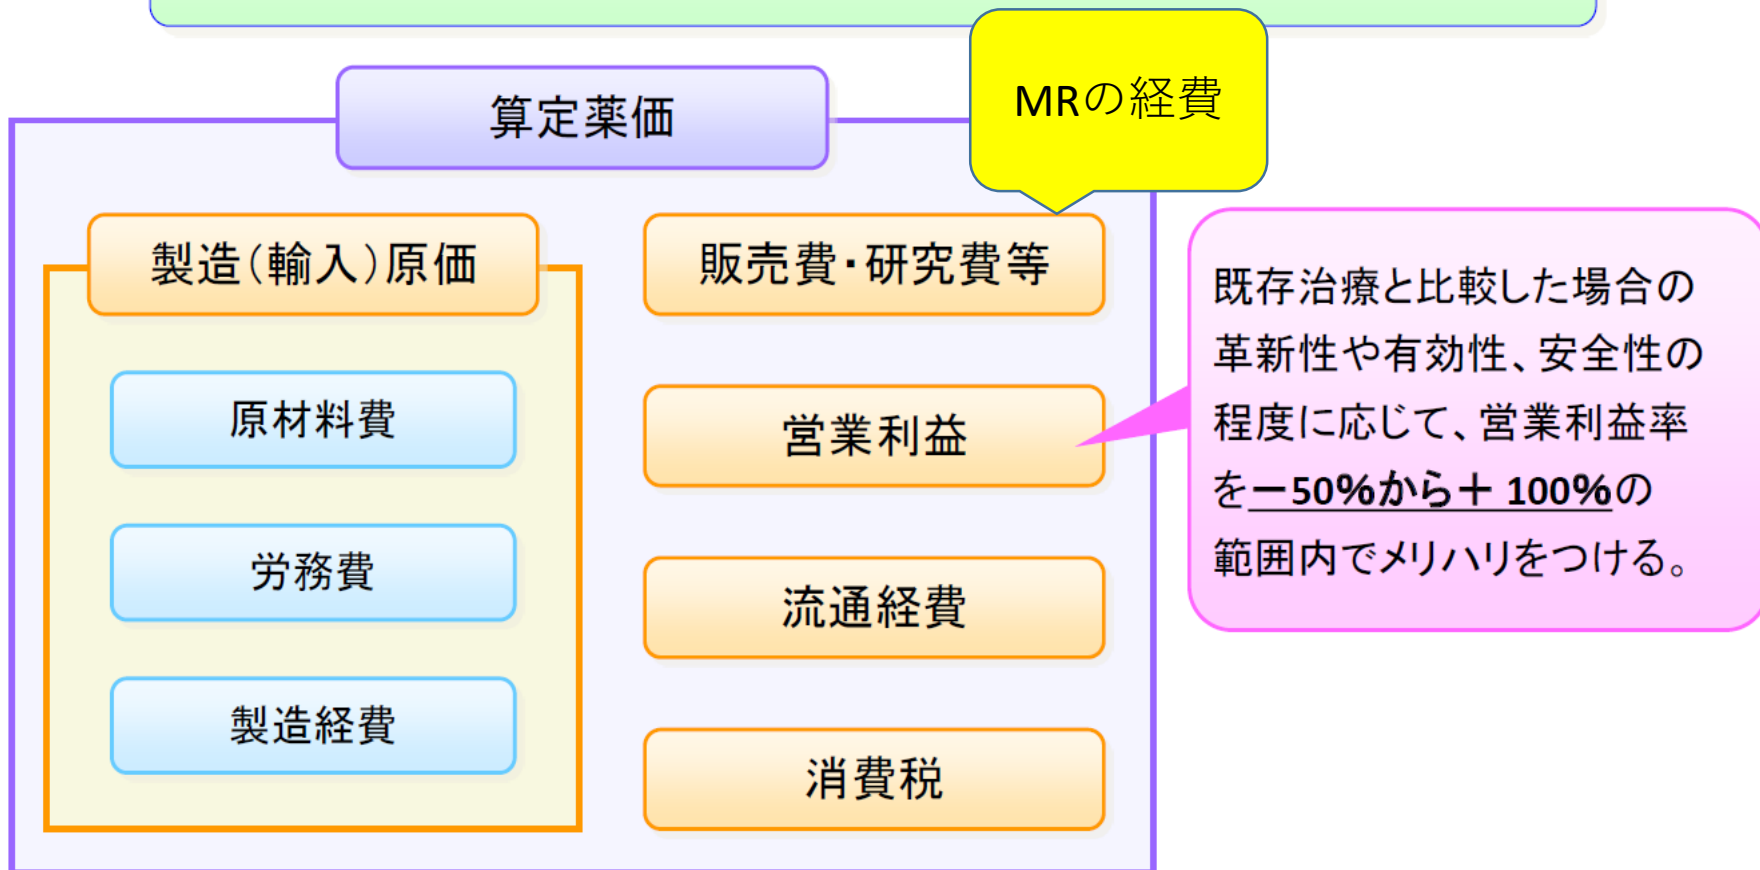 MRの経費
算定薬価
製造(輸入)原価
原材料費
労務費
製造経費
販売費・研究費等
営業利益
流通経費
消費税
既存治療と比較した場合の
革新性や有効性、安全性の
程度に応じて、営業利益率
を－50%から＋ 100%の
範囲内でメリハリをつける。